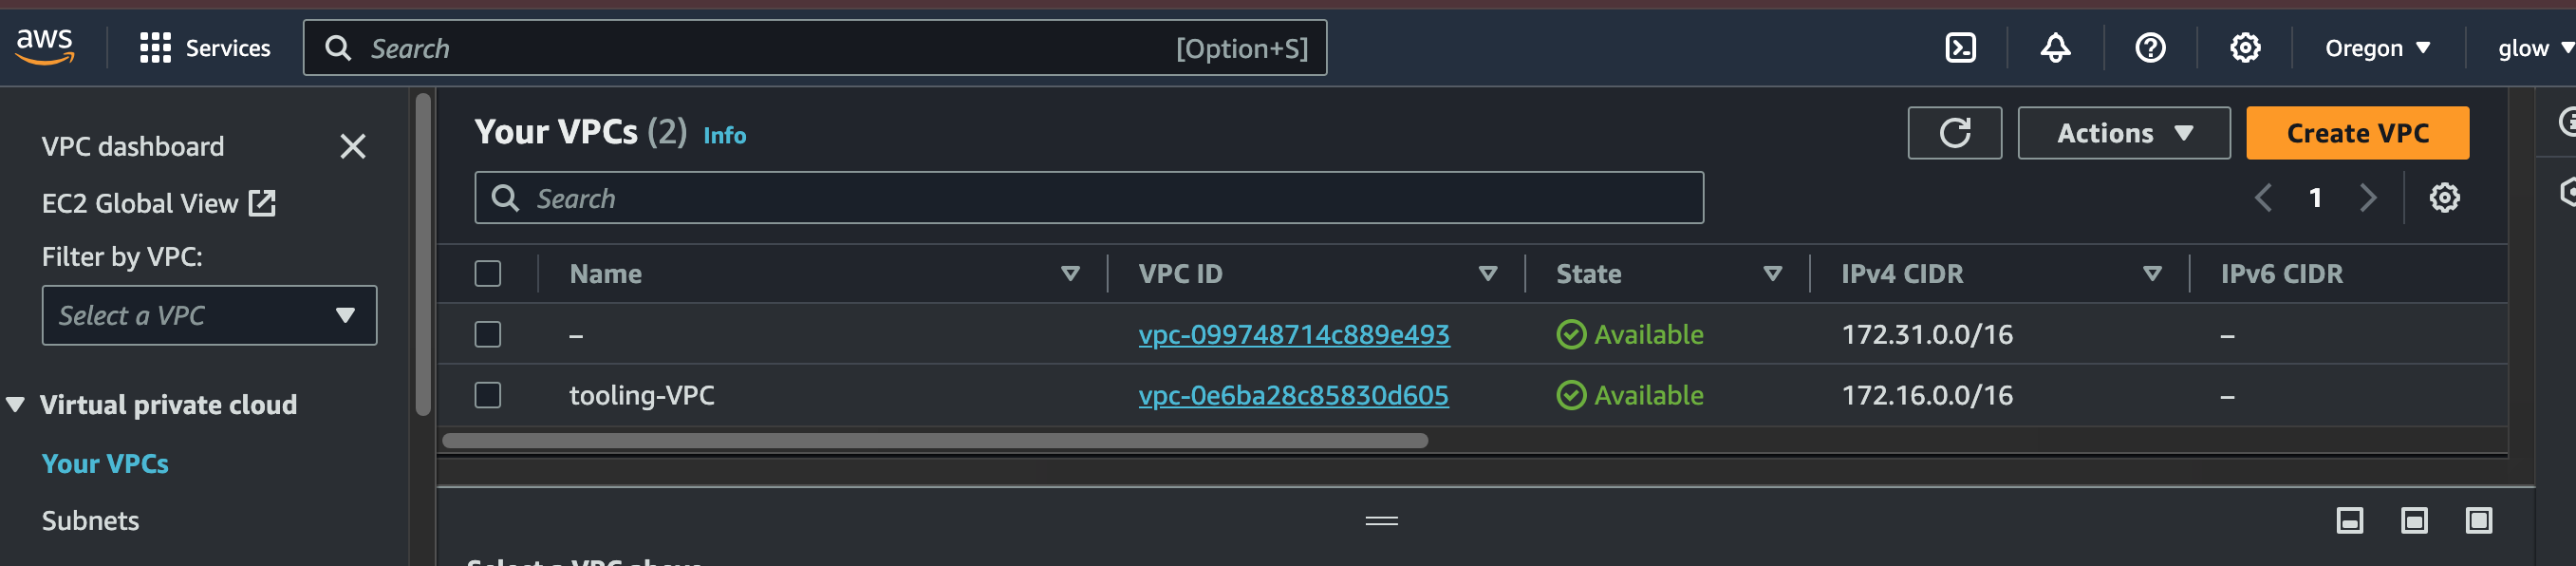 aws
Services
Search
[Option+S]
Oregon
glow
VPC dashboard
EC2 Global View
Filter by VPC:
Select a VPC
Virtual private cloud
Your VPCs
Subnets
Your VPCs (2) Info
Actions
Create VPC
Search
1
Name VPC ID State IPv4 CIDR IPv6 CIDR
– vpc-099748714c889e493 Available 172.31.0.0/16 –
tooling-VPC vpc-0e6ba28c85830d605 Available 172.16.0.0/16 –
Select a VPC above